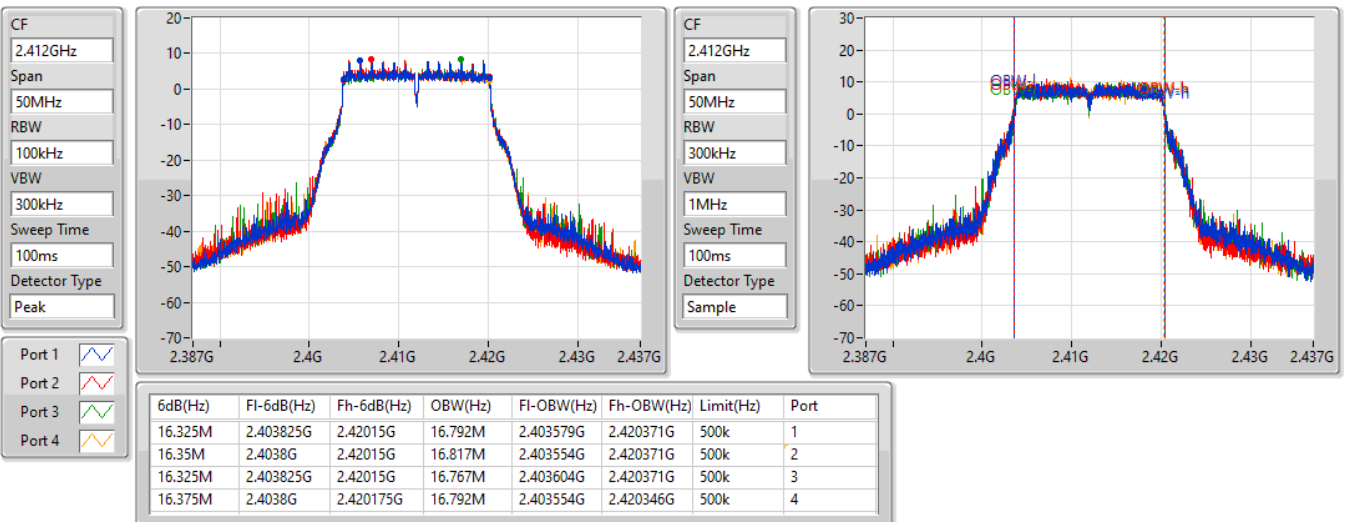 CF
2.412GHz
Span
50MHz
RBW
100kHz
VBW
300kHz
Sweep Time
100ms
Detector Type
Peak
20
10
0
-10
-20
-30
-40
-50
-60
-70
2.387G 2.4G 2.41G 2.42G 2.43G 2.437G
CF
2.412GHz
Span
50MHz
RBW
300kHz
VBW
1MHz
Sweep Time
100ms
Detector Type
Sample
30
20
10
0
-10
-20
-30
-40
-50
-60
-70
OBW-l
OBW-h
2.387G 2.4G 2.41G 2.42G 2.43G 2.437G
Port 1
Port 2
Port 3
Port 4
6dB(Hz) Fl-6dB(Hz) Fh-6dB(Hz) OBW(Hz) Fl-OBW(Hz) Fh-OBW(Hz) Limit(Hz) Port
16.325M 2.403825G 2.42015G 16.792M 2.403579G 2.420371G 500k 1
16.35M 2.4038G 2.42015G 16.817M 2.403554G 2.420371G 500k 2
16.325M 2.403825G 2.42015G 16.767M 2.403604G 2.420371G 500k 3
16.375M 2.4038G 2.420175G 16.792M 2.403554G 2.420346G 500k 4